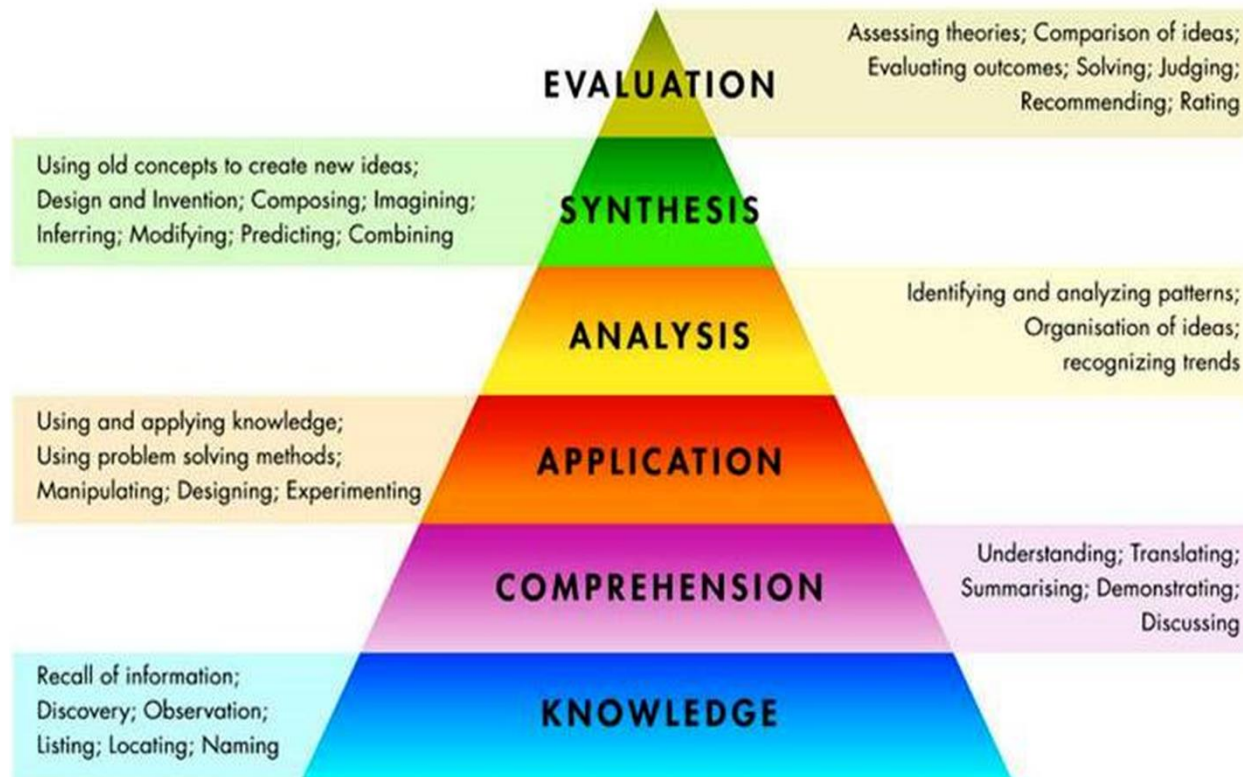 EVALUATION
Assessing theories; Comparison of ideas;
Evaluating outcomes; Solving; Judging;
Recommending; Rating
Using old concepts to create new ideas;
Design and Invention; Composing; Imagining;
Inferring; Modifying; Predicting; Combining
SYNTHESIS
ANALYSIS
Identifying and analyzing patterns;
Organisation of ideas;
recognizing trends
Using and applying knowledge;
Using problem solving methods;
Manipulating; Designing; Experimenting
APPLICATION
COMPREHENSION
Understanding; Translating;
Summarising; Demonstrating;
Discussing
Recall of information;
Discovery; Observation;
Listing; Locating; Naming
KNOWLEDGE